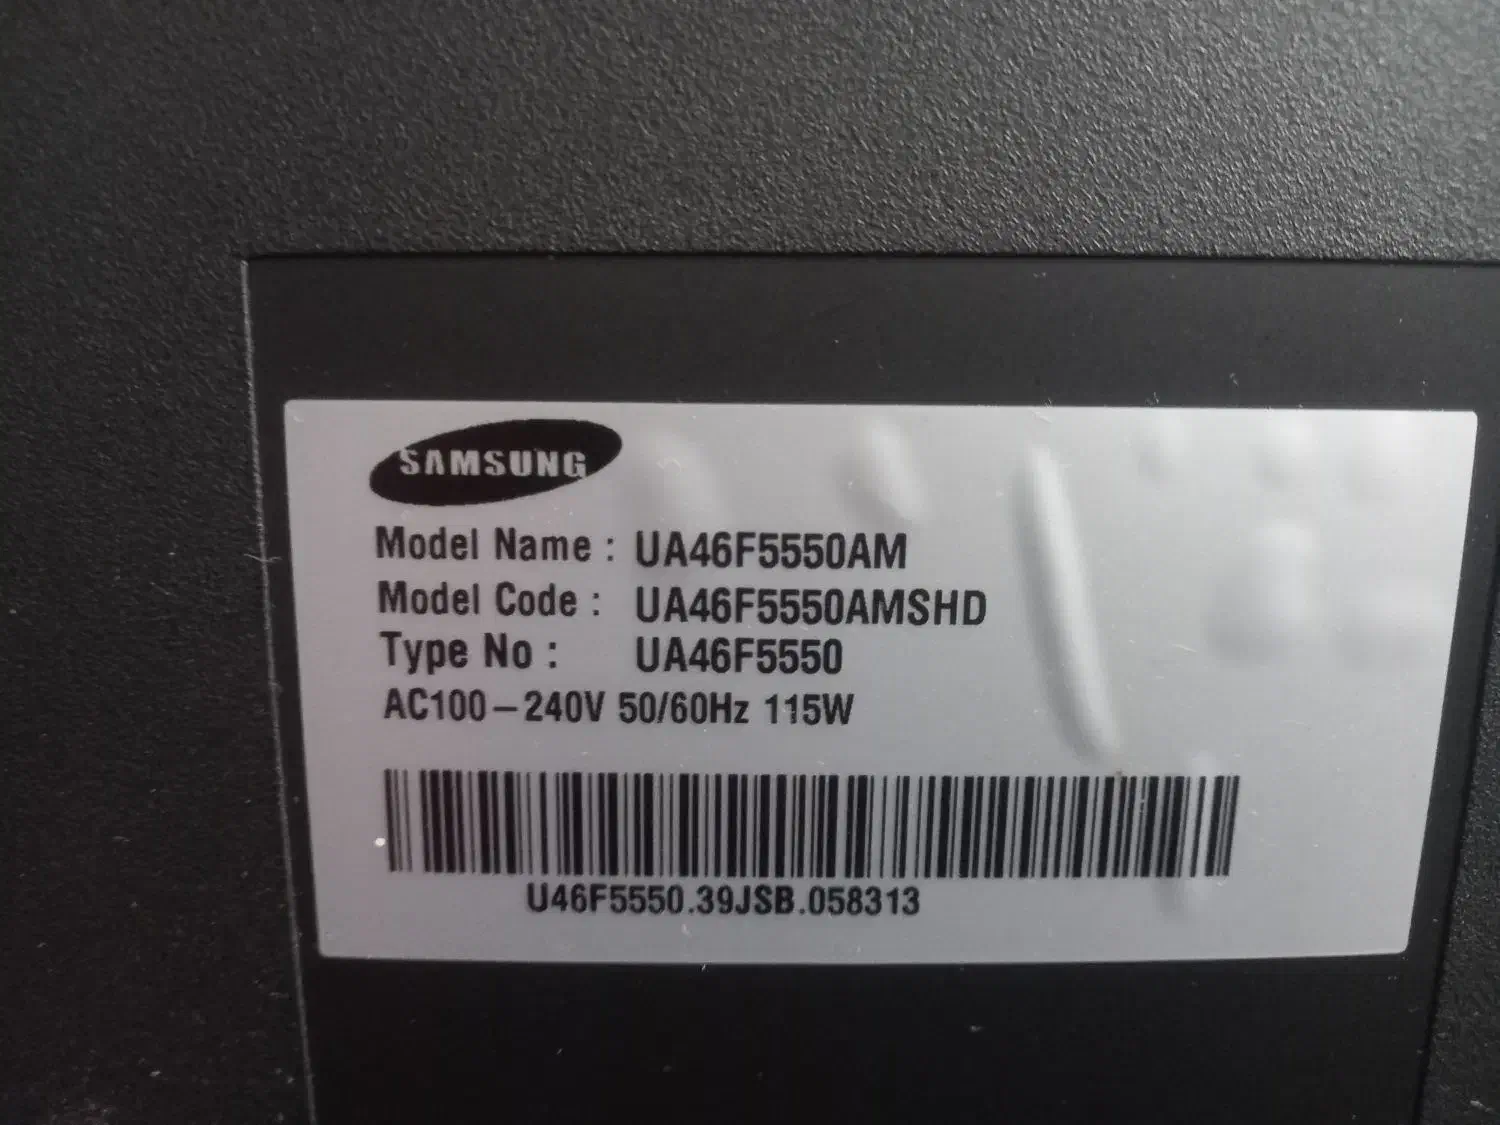 SAMSUNG
Model Name : UA46F5550AM
Model Code : UA46F5550AMSHD
Type No : UA46F5550
AC100-240V 50/60Hz 115W
U46F5550.39JSB.058313